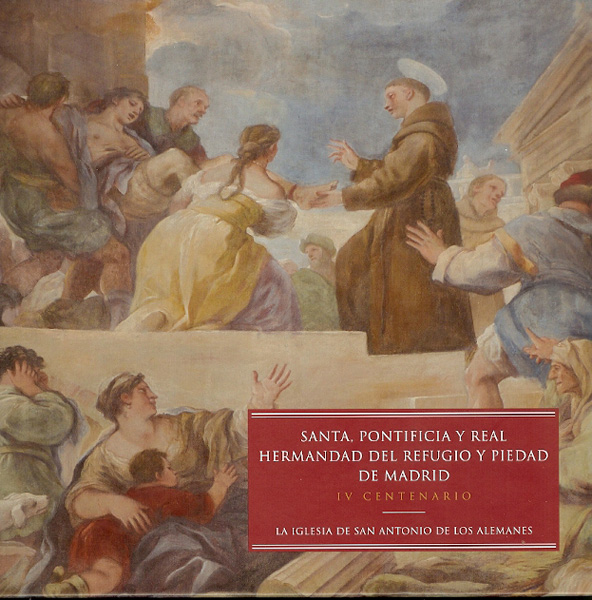 SANTA, PONTIFICIA Y REAL
HERMANDAD DEL REFUGIO Y PIEDAD
DE MADRID
IV CENTENARIO
LA IGLESIA DE SAN ANTONIO DE LOS ALEMANES